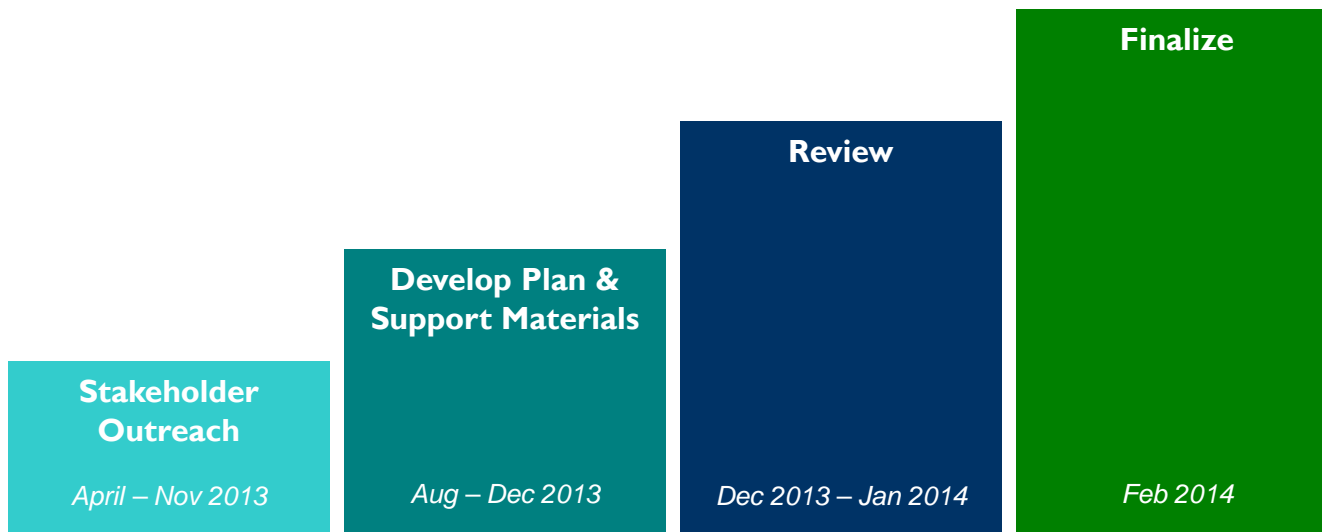 Stakeholder
Outreach
April – Nov 2013
Develop Plan &
Support Materials
Aug – Dec 2013
Review
Dec 2013 – Jan 2014
Finalize
Feb 2014